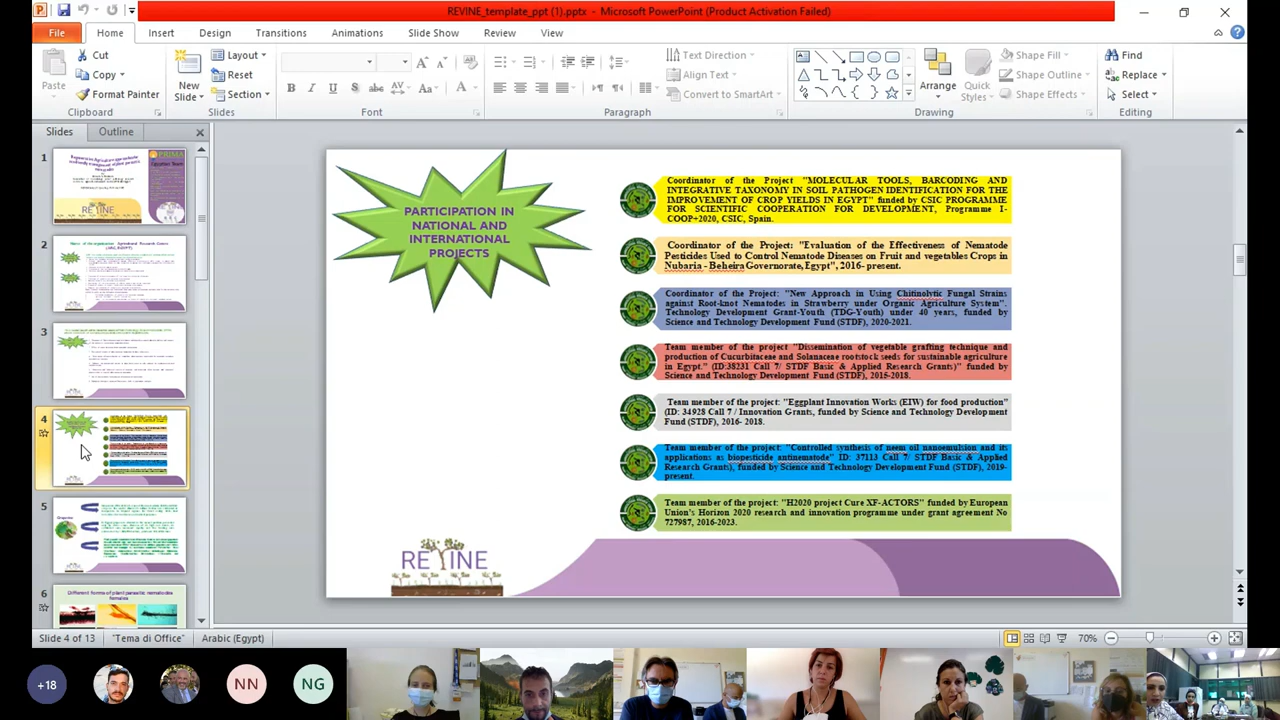 REVINE_template_ppt (1).pptx - Microsoft PowerPoint (Product Activation Failed)
File Home Insert Design Transitions Animations Slide Show Review View
Paste
Cut
Copy
Format Painter
Clipboard
New
Slide
Layout
Reset
Section
Slides
Font
Text Direction
Align Text
Convert to SmartArt
Paragraph
Arrange
Quick
Styles
Shape Fill
Shape Outline
Shape Effects
Drawing
Find
Replace
Select
Editing
Slides Outline
1
2
3
4
5
6
Different forms of plant parasitic nematodes
females
PARTICIPATION IN
NATIONAL AND
INTERNATIONAL
PROJECTS
Coordinator of the Project "MOLECULAR TOOLS, BARCODING AND
INTEGRATIVE TAXONOMY IN SOIL PATHOGEN IDENTIFICATION FOR THE
IMPROVEMENT OF CROP YIELDS IN EGYPT" funded by CSIC PROGRAMME
FOR SCIENTIFIC COOPERATION FOR DEVELOPMENT, Programme I-
COOP+2020, CSIC, Spain.
Coordinator of the Project: "Evaluation of the Effectiveness of Nematode
Pesticides Used to Control Nematode Diseases on Fruit and vegetables Crops in
Nubaria - Behaira Governorate, Egypt",2016- present.
Coordinator of the Project: "New Approach in Using Chitinolytic Fungal Strains
against Root-knot Nematodes in Strawberry under Organic Agriculture System".
Technology Development Grant-Youth (TDG-Youth) under 40 years, funded by
Science and Technology Development Fund (STDF), 2020-2021.
Team member of the project "Dissemination of vegetable grafting technique and
production of Cucurbitaceae and Solanaceae rootstock seeds for sustainable agriculture
in Egypt." (ID:38231 Call 7/ STDF Basic & Applied Research Grants)" funded by
Science and Technology Development Fund (STDF), 2015-2018.
Team member of the project: "Eggplant Innovation Works (EIW) for food production"
(ID: 34928 Call 7 / Innovation Grants, funded by Science and Technology Development
Fund (STDF), 2016- 2018.
Team member of the project: "Controlled synthesis of neem oil nanoemulsion and its
applications as biopesticide antinematode" ID: 37113 Call 7/ STDF Basic & Applied
Research Grants), funded by Science and Technology Development Fund (STDF), 2019-
present.
Team member of the project: "H2020 project Cure XF-ACTORS" funded by European
Union's Horizon 2020 research and innovation programme under grant agreement No
727987, 2016-2023.
REVINE
Slide 4 of 13 "Tema di Office" Arabic (Egypt) 70%
+18 NN NG